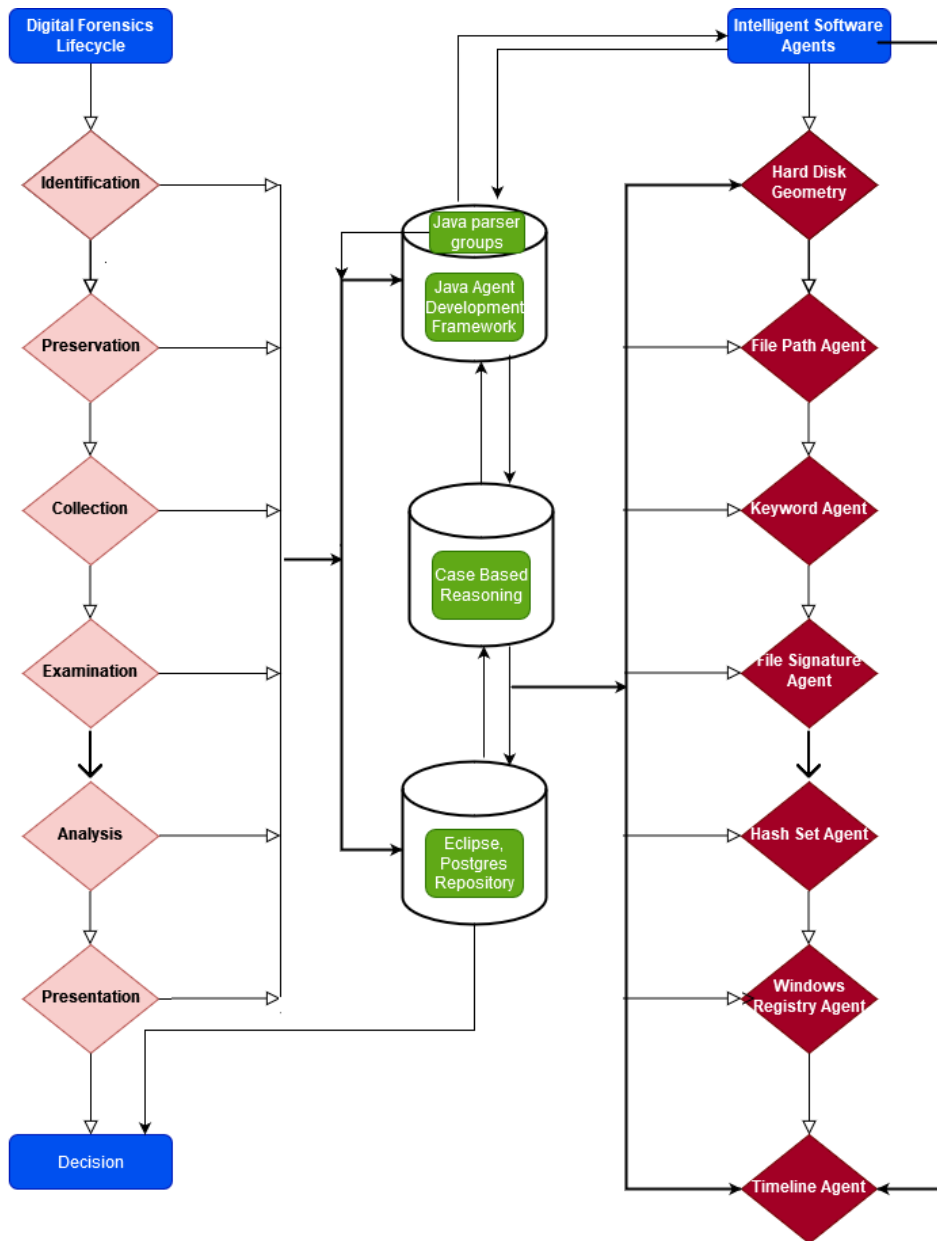 Digital Forensics
Lifecycle
Identification
Preservation
Collection
Examination
Analysis
Presentation
Decision
Java parser
groups
Java Agent
Development
Framework
Case Based
Reasoning
Eclipse,
Postgres
Repository
Intelligent Software
Agents
Hard Disk
Geometry
File Path Agent
Keyword Agent
File Signature
Agent
Hash Set Agent
Windows
Registry Agent
Timeline Agent